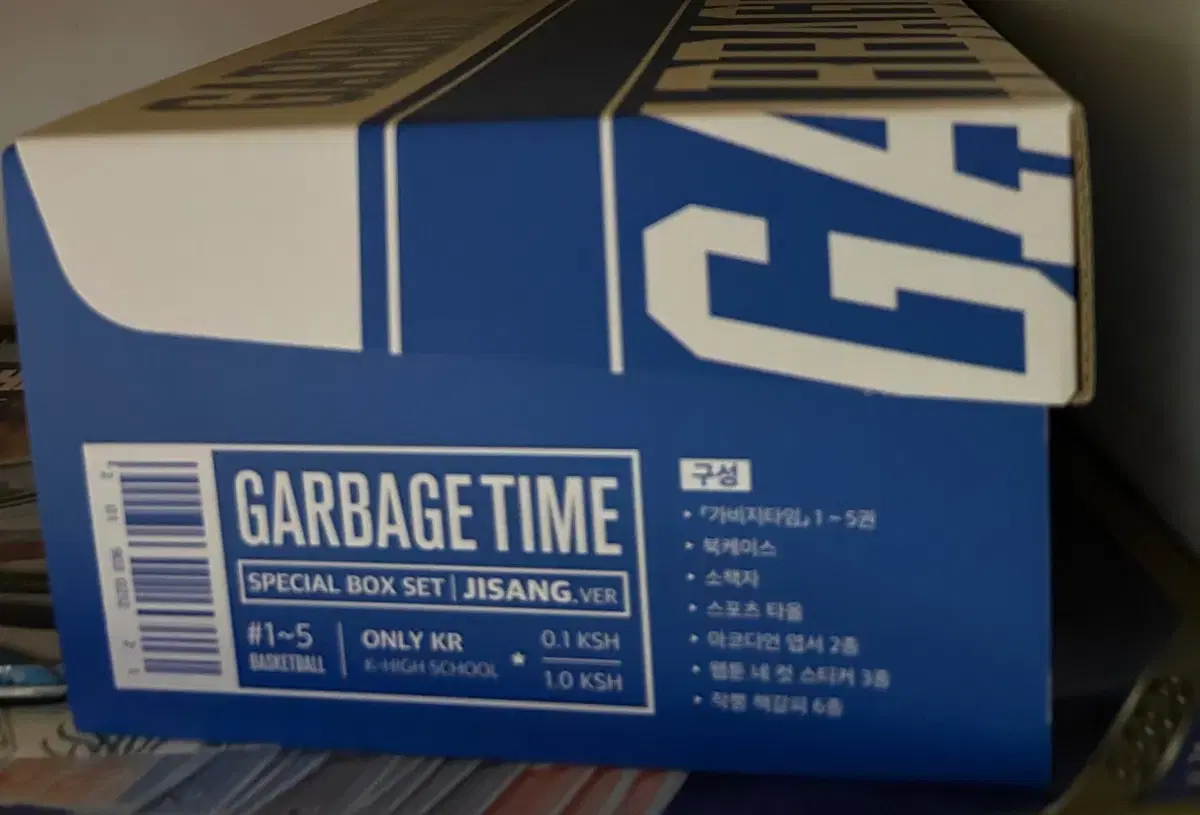 GARBAGE
GA
GARBAGE TIME
SPECIAL BOX SET | JISANG.VER
#1~5
BASKETBALL
ONLY KR
K-HIGH SCHOOL
★
0.1 KSH
1.0 KSH
구성
▸ 『가비지타임』 1 ~ 5권
▸ 북케이스
▸ 소책자
▸ 스포츠 타올
▸ 아코디언 엽서 2종
▸ 웹툰 네 컷 스티커 3종
▸ 작뿡 책갈피 6종